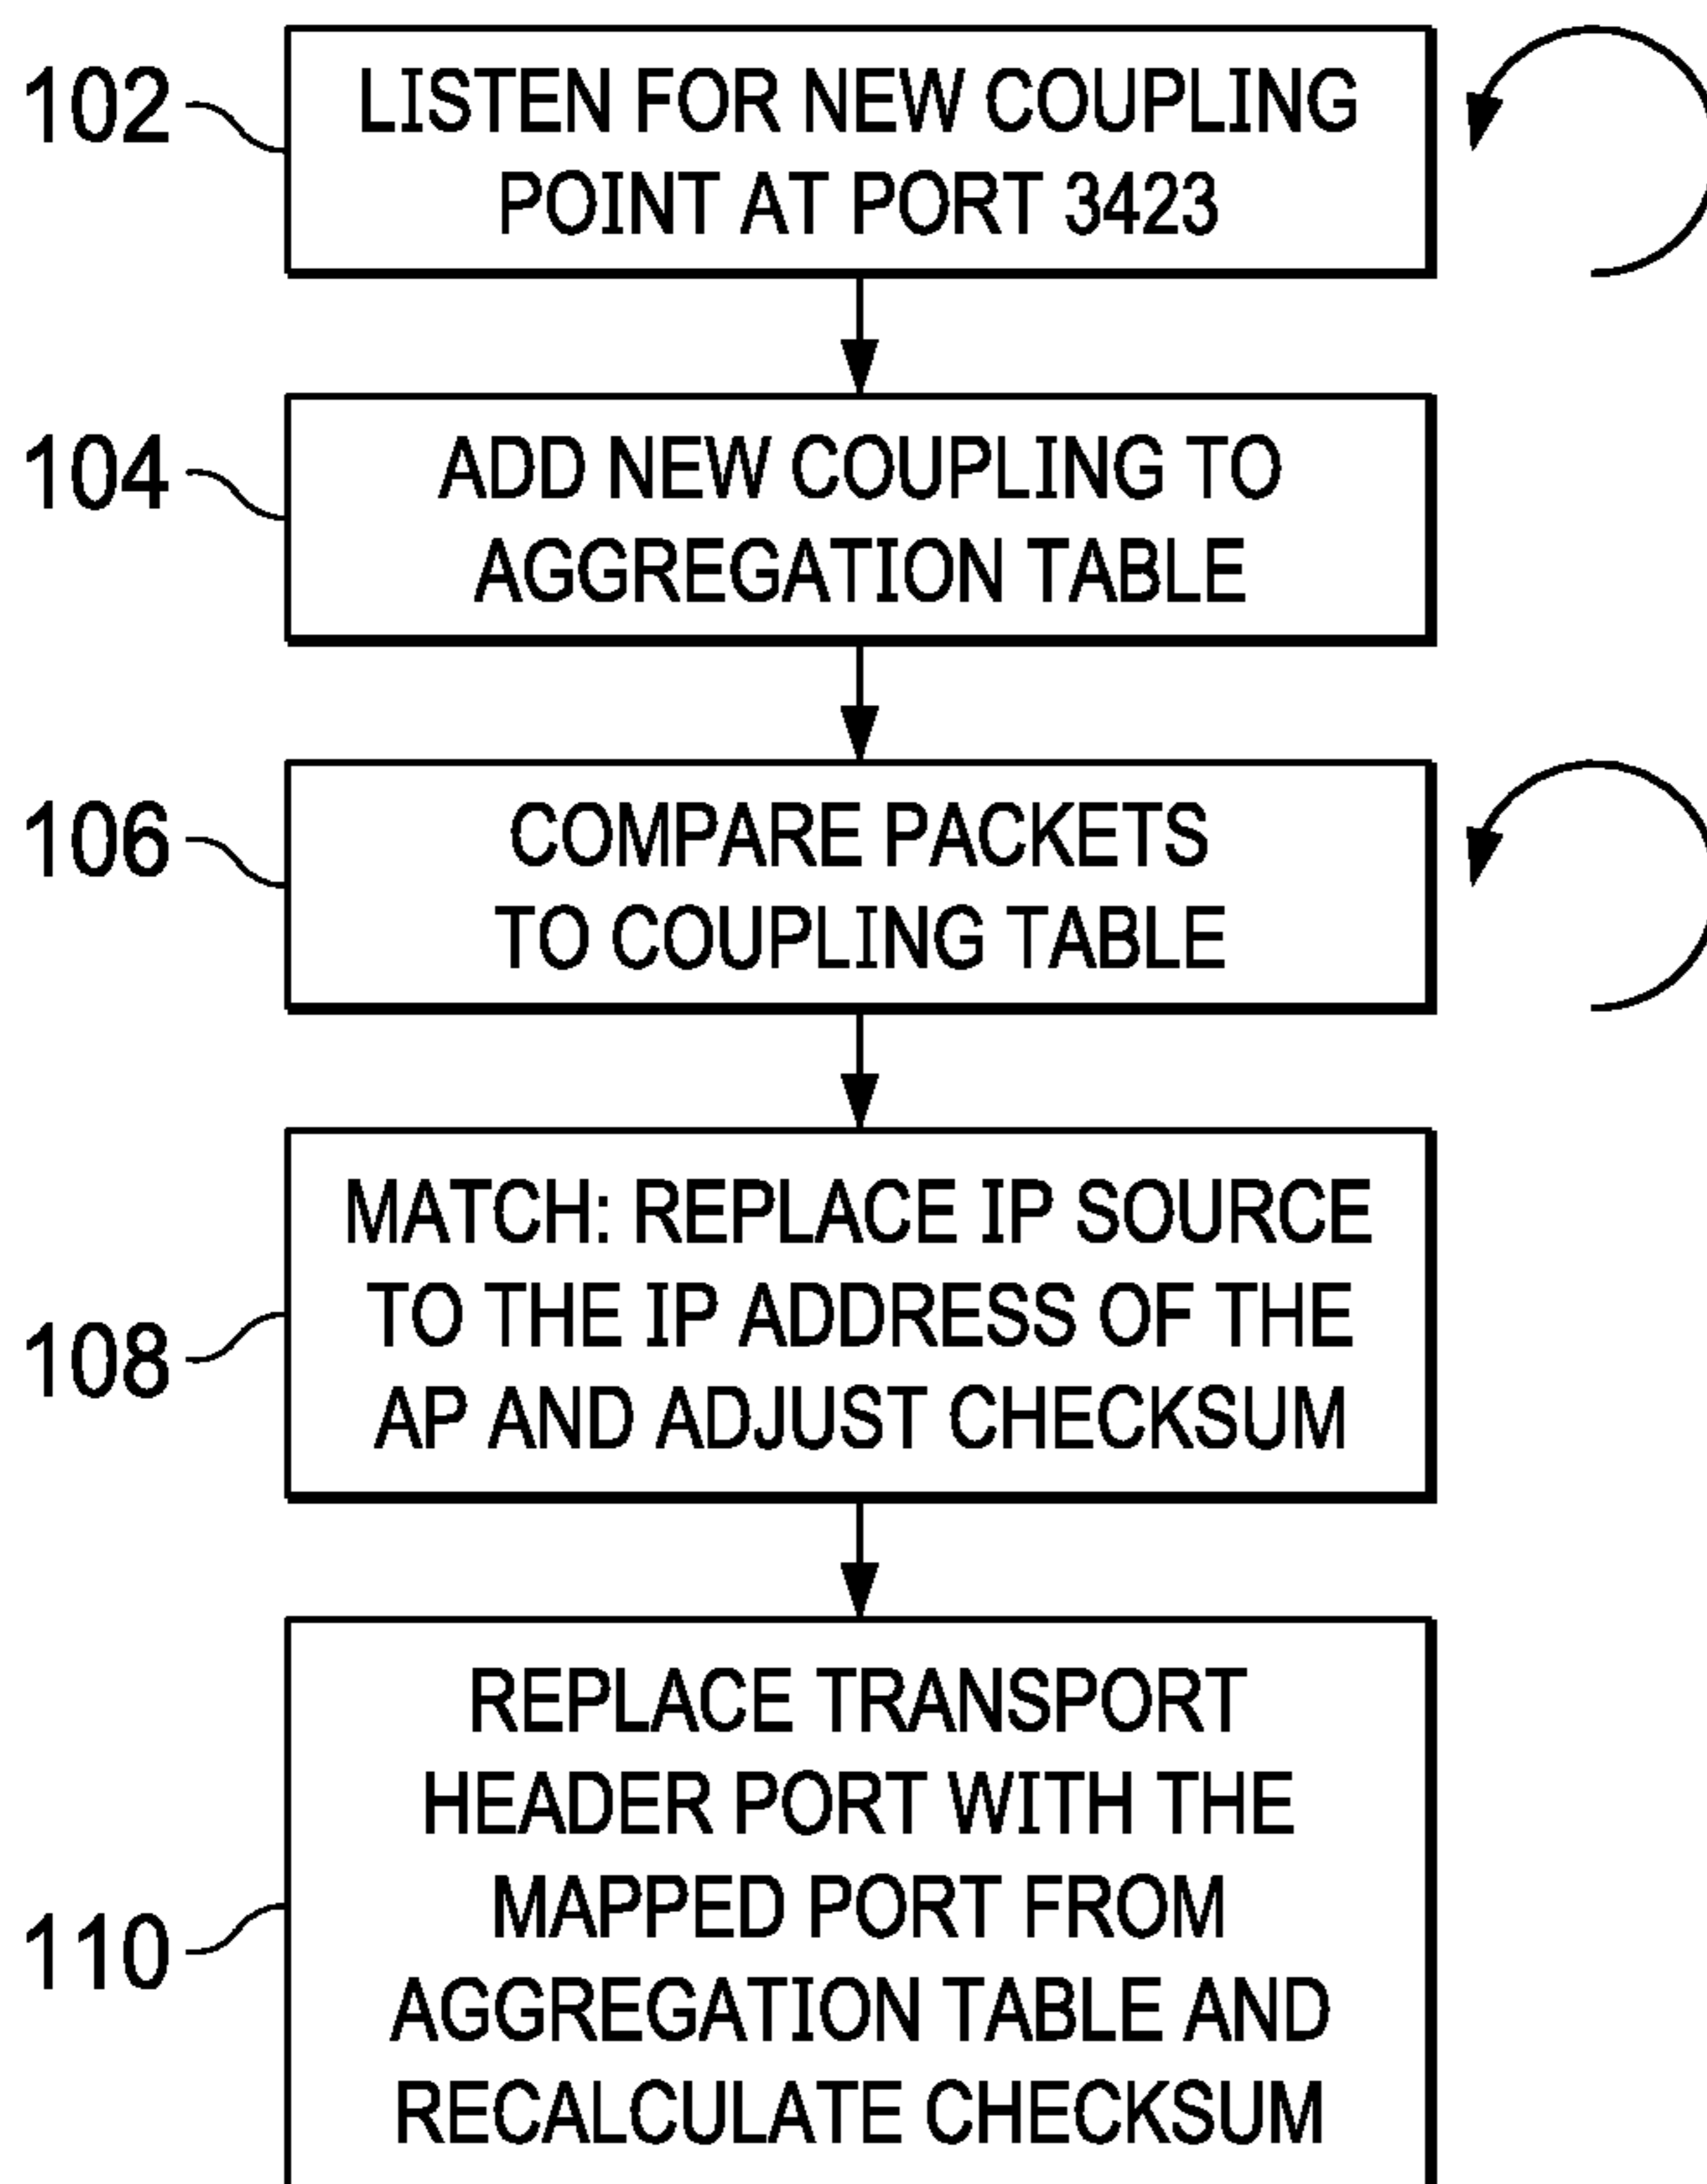 102
LISTEN FOR NEW COUPLING
POINT AT PORT 3423
104
ADD NEW COUPLING TO
AGGREGATION TABLE
106
COMPARE PACKETS
TO COUPLING TABLE
108
MATCH: REPLACE IP SOURCE
TO THE IP ADDRESS OF THE
AP AND ADJUST CHECKSUM
110
REPLACE TRANSPORT
HEADER PORT WITH THE
MAPPED PORT FROM
AGGREGATION TABLE AND
RECALCULATE CHECKSUM